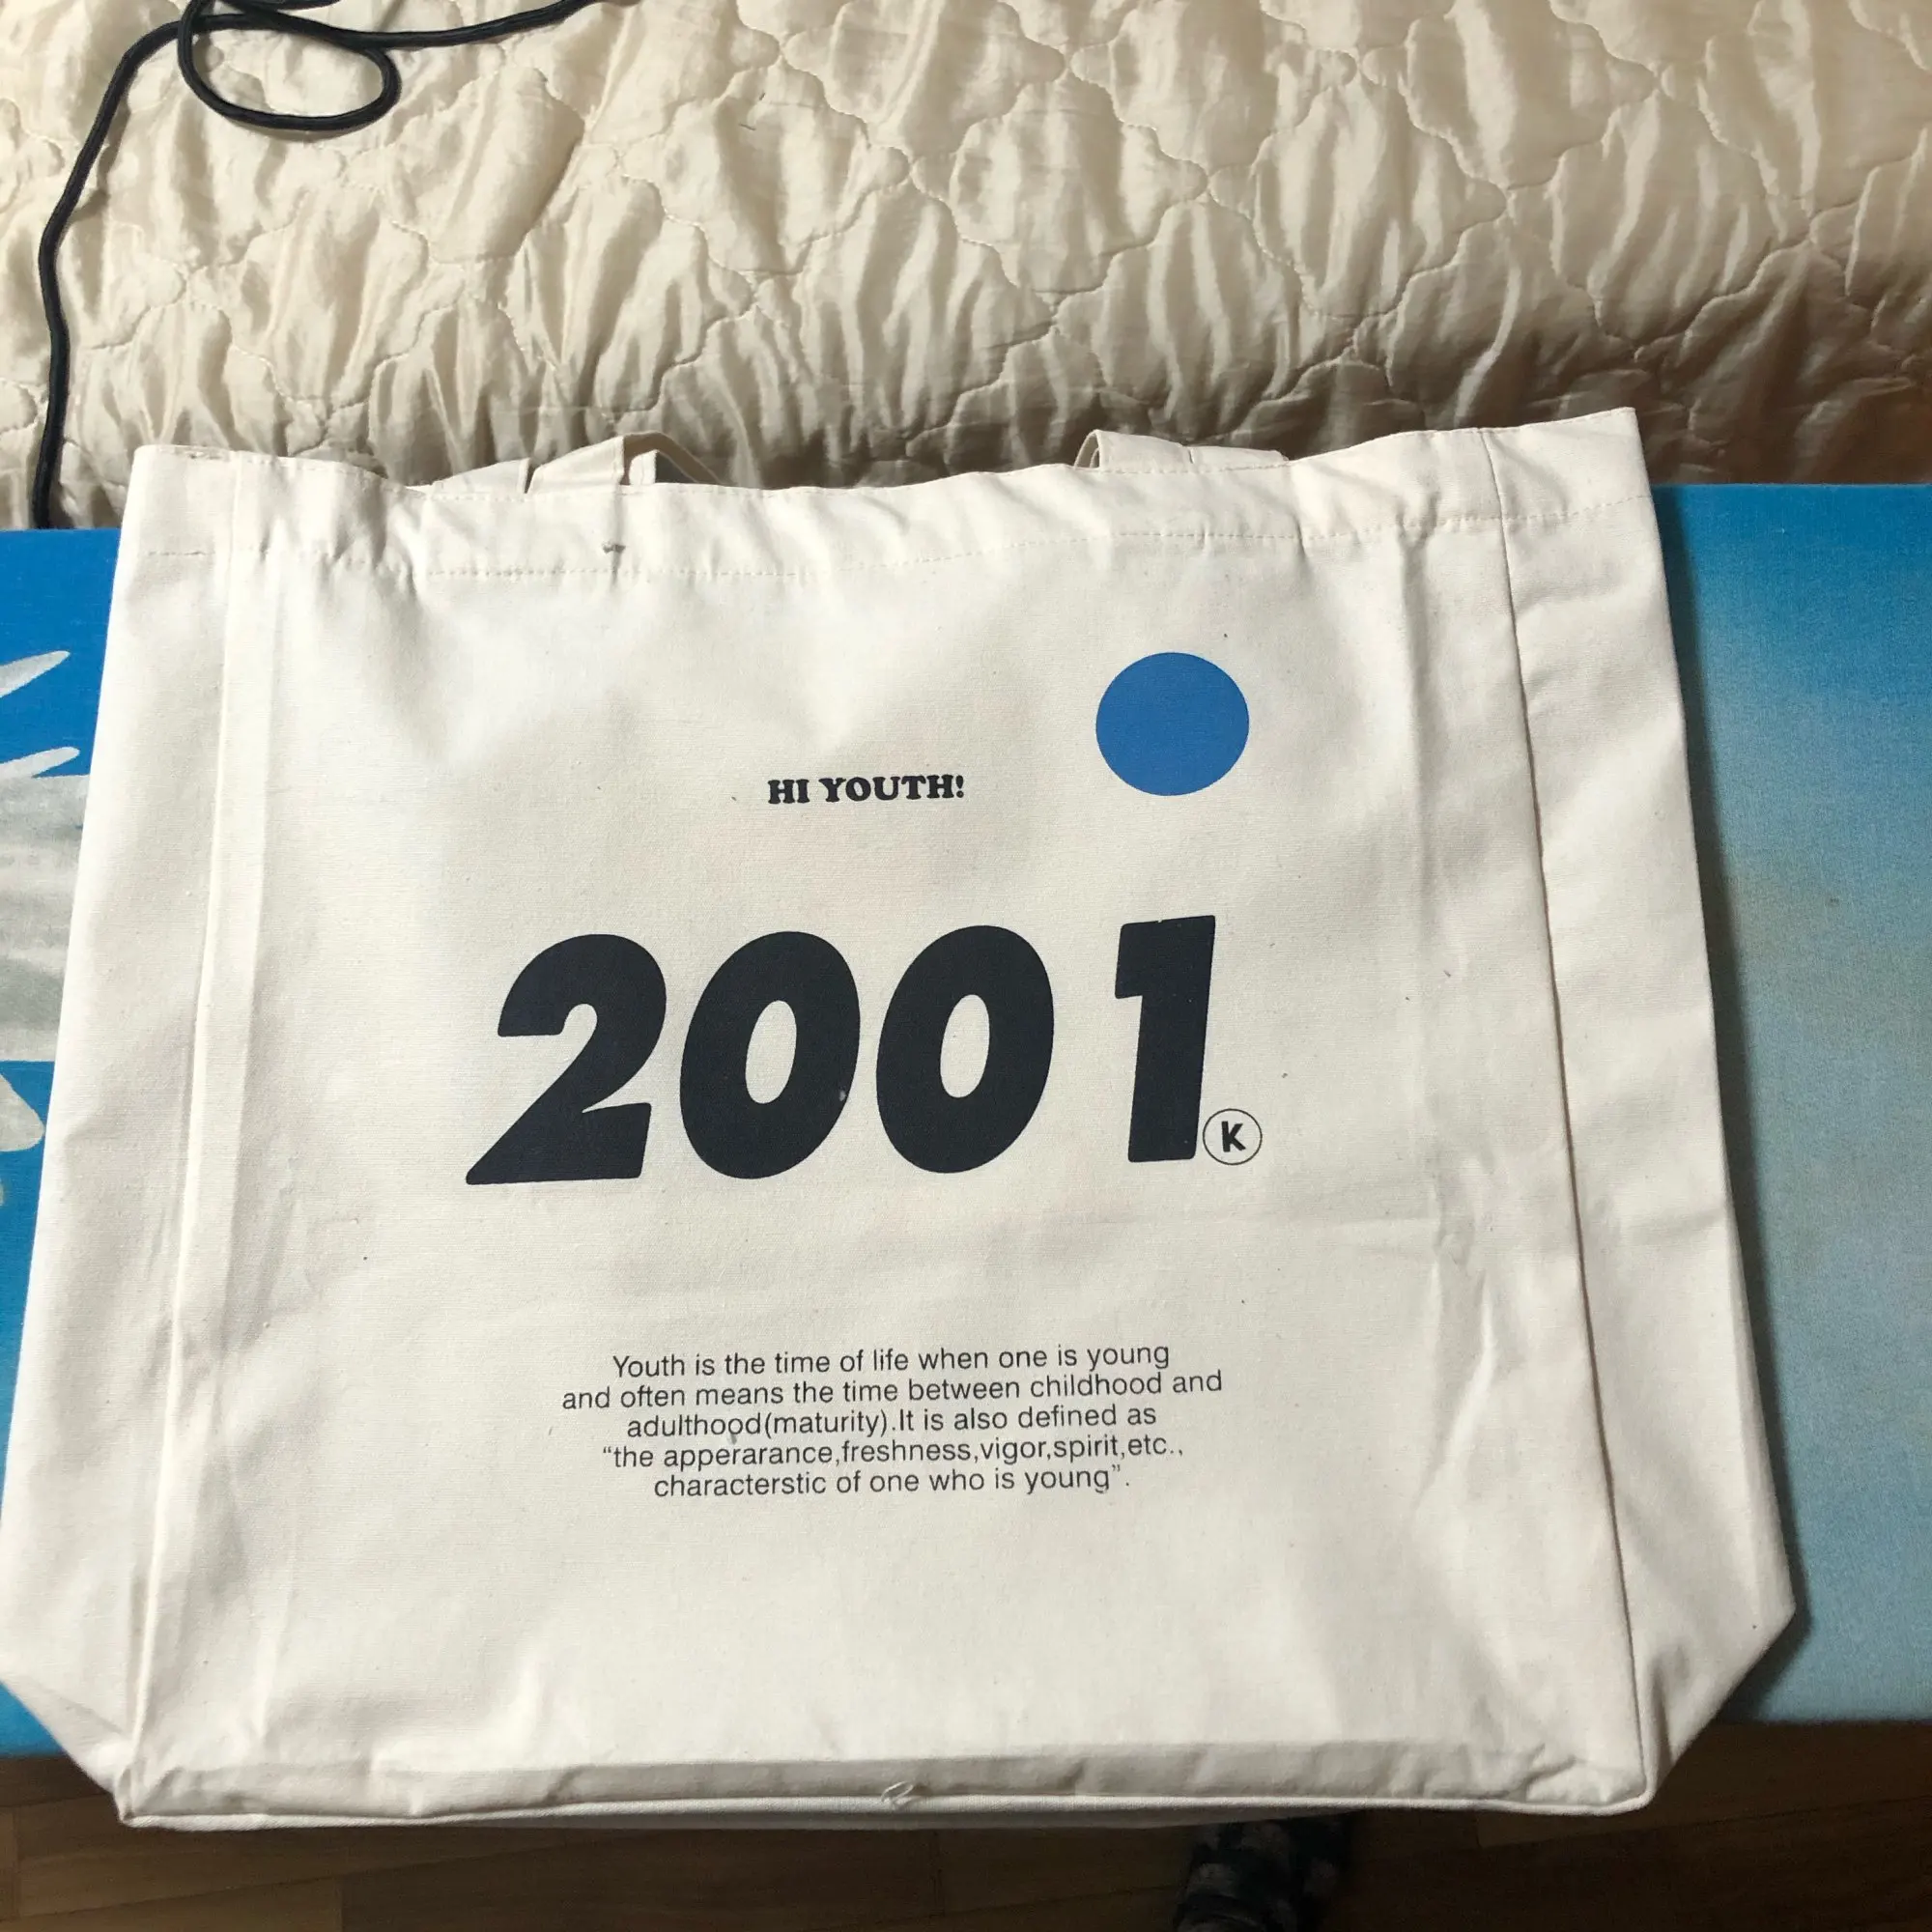 HI YOUTH!
2001
K
Youth is the time of life when one is young
and often means the time between childhood and
adulthood(maturity).It is also defined as
“the apperarance,freshness,vigor,spirit,etc.,
characterstic of one who is young”.